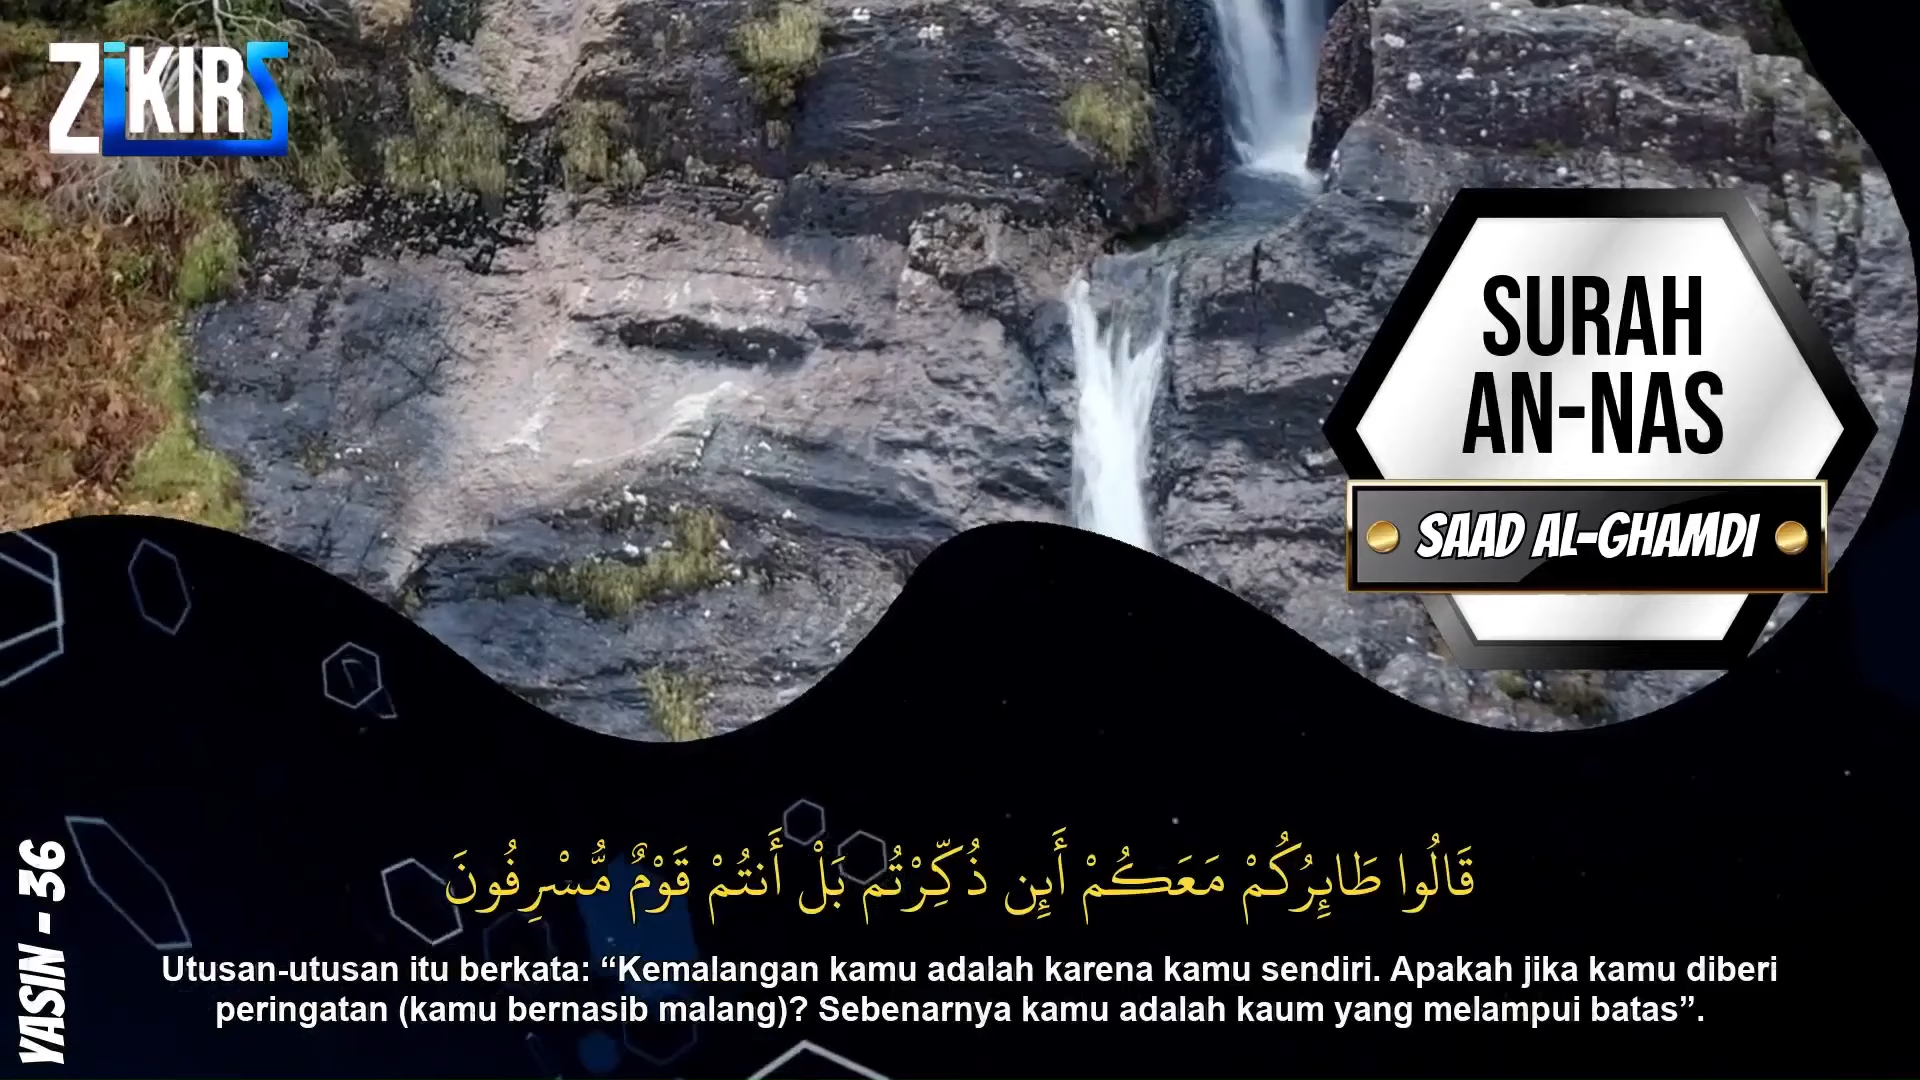 ZiKIRS
SURAH
AN-NAS
SAAD AL-GHAMDI
قَالُوا طَائِرُكُمْ مَعَكُمْ أَئِن ذُكِّرْتُم بَلْ أَنتُمْ قَوْمٌ مُّسْرِفُونَ
Utusan-utusan itu berkata: “Kemalangan kamu adalah karena kamu sendiri. Apakah jika kamu diberi
peringatan (kamu bernasib malang)? Sebenarnya kamu adalah kaum yang melampui batas”.
YASIN - 36